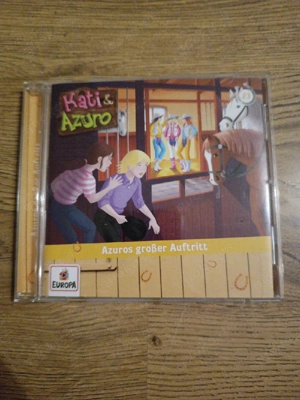 Kati &
Azuro
Azuros großer Auftritt
EUROPA